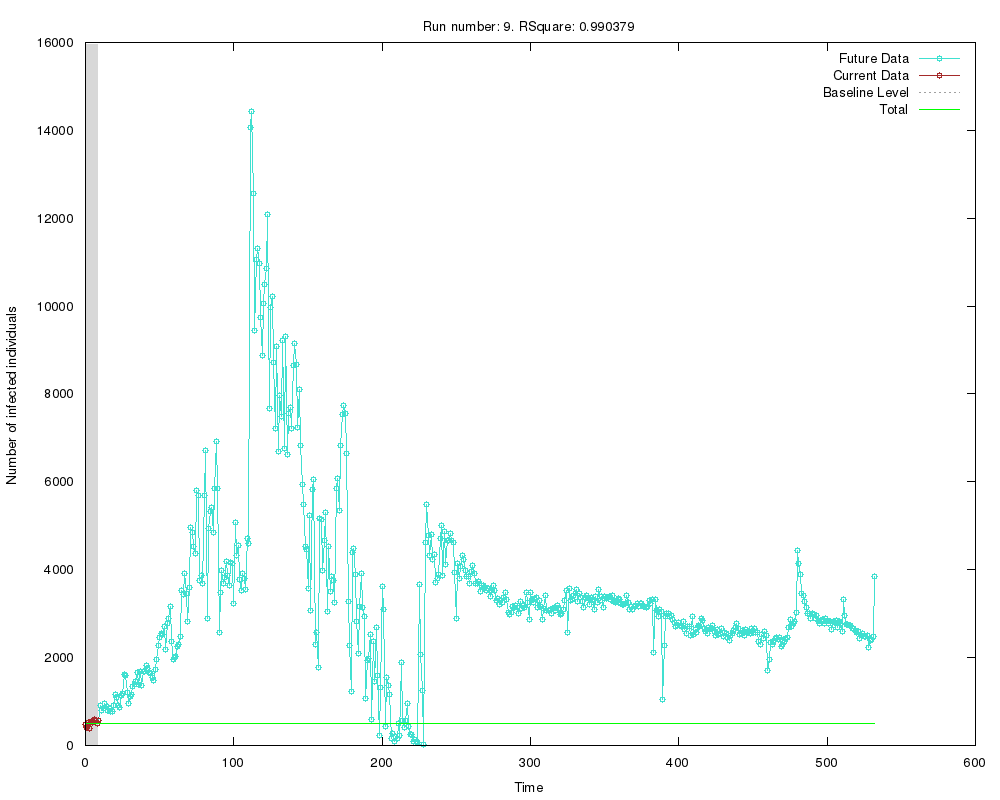 Run number: 9. RSquare: 0.990379
Number of infected individuals
16000
14000
12000
10000
8000
6000
4000
2000
0
Future Data
Current Data
Baseline Level
Total
0 100 200 300 400 500 600
Time